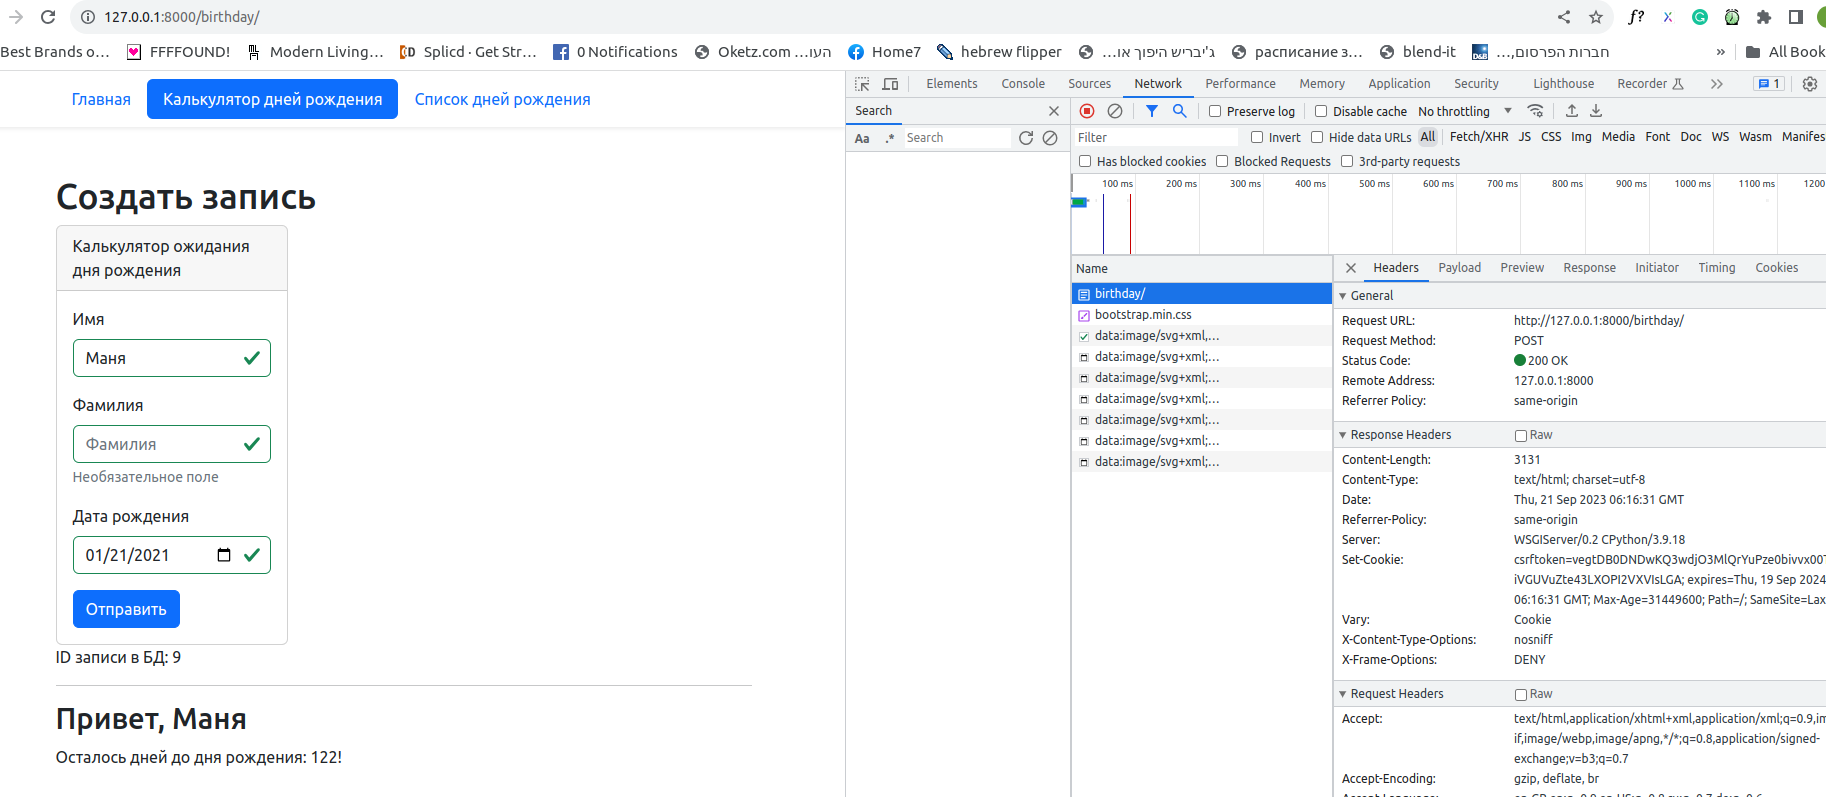 127.0.0.1:8000/birthday/
Best Brands o...
FFFFOUND!
Modern Living...
Splicd · Get Str...
0 Notifications
Oketz.com ...העו
Home7
hebrew flipper
ג'יבריש היפוך או...
расписание з...
blend-it
חברות הפרסום,...
»
All Book
Главная
Калькулятор дней рождения
Список дней рождения
Создать запись
Калькулятор ожидания
дня рождения
Имя
Маня
Фамилия
Фамилия
Необязательное поле
Дата рождения
01/21/2021
Отправить
ID записи в БД: 9
Привет, Маня
Осталось дней до дня рождения: 122!
Elements Console Sources Network Performance Memory Application Security Lighthouse Recorder » 1
Search
Aa .* Search
Preserve log Disable cache No throttling
Filter Invert Hide data URLs All Fetch/XHR JS CSS Img Media Font Doc WS Wasm Manifes
Has blocked cookies Blocked Requests 3rd-party requests
100 ms 200 ms 300 ms 400 ms 500 ms 600 ms 700 ms 800 ms 900 ms 1000 ms 1100 ms 1200
Name
birthday/
bootstrap.min.css
data:image/svg+xml,...
data:image/svg+xml;...
data:image/svg+xml;...
data:image/svg+xml;...
data:image/svg+xml;...
data:image/svg+xml;...
data:image/svg+xml;...
Headers Payload Preview Response Initiator Timing Cookies
General
Request URL: http://127.0.0.1:8000/birthday/
Request Method: POST
Status Code: 200 OK
Remote Address: 127.0.0.1:8000
Referrer Policy: same-origin
Response Headers Raw
Content-Length: 3131
Content-Type: text/html; charset=utf-8
Date: Thu, 21 Sep 2023 06:16:31 GMT
Referrer-Policy: same-origin
Server: WSGIServer/0.2 CPython/3.9.18
Set-Cookie: csrftoken=vegtDB0DNDwKQ3wdjO3MlQrYuPze0bivvx00
iVGUVuZte43LXOPI2VXVIsLGA; expires=Thu, 19 Sep 2024
06:16:31 GMT; Max-Age=31449600; Path=/; SameSite=Lax
Vary: Cookie
X-Content-Type-Options: nosniff
X-Frame-Options: DENY
Request Headers Raw
Accept: text/html,application/xhtml+xml,application/xml;q=0.9,im
if,image/webp,image/apng,*/*;q=0.8,application/signed-
exchange;v=b3;q=0.7
Accept-Encoding: gzip, deflate, br